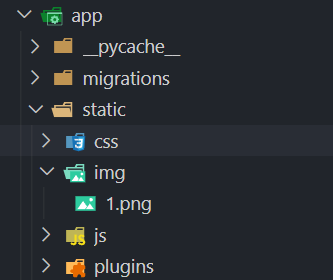 app
__pycache__
migrations
static
css
img
1.png
js
plugins